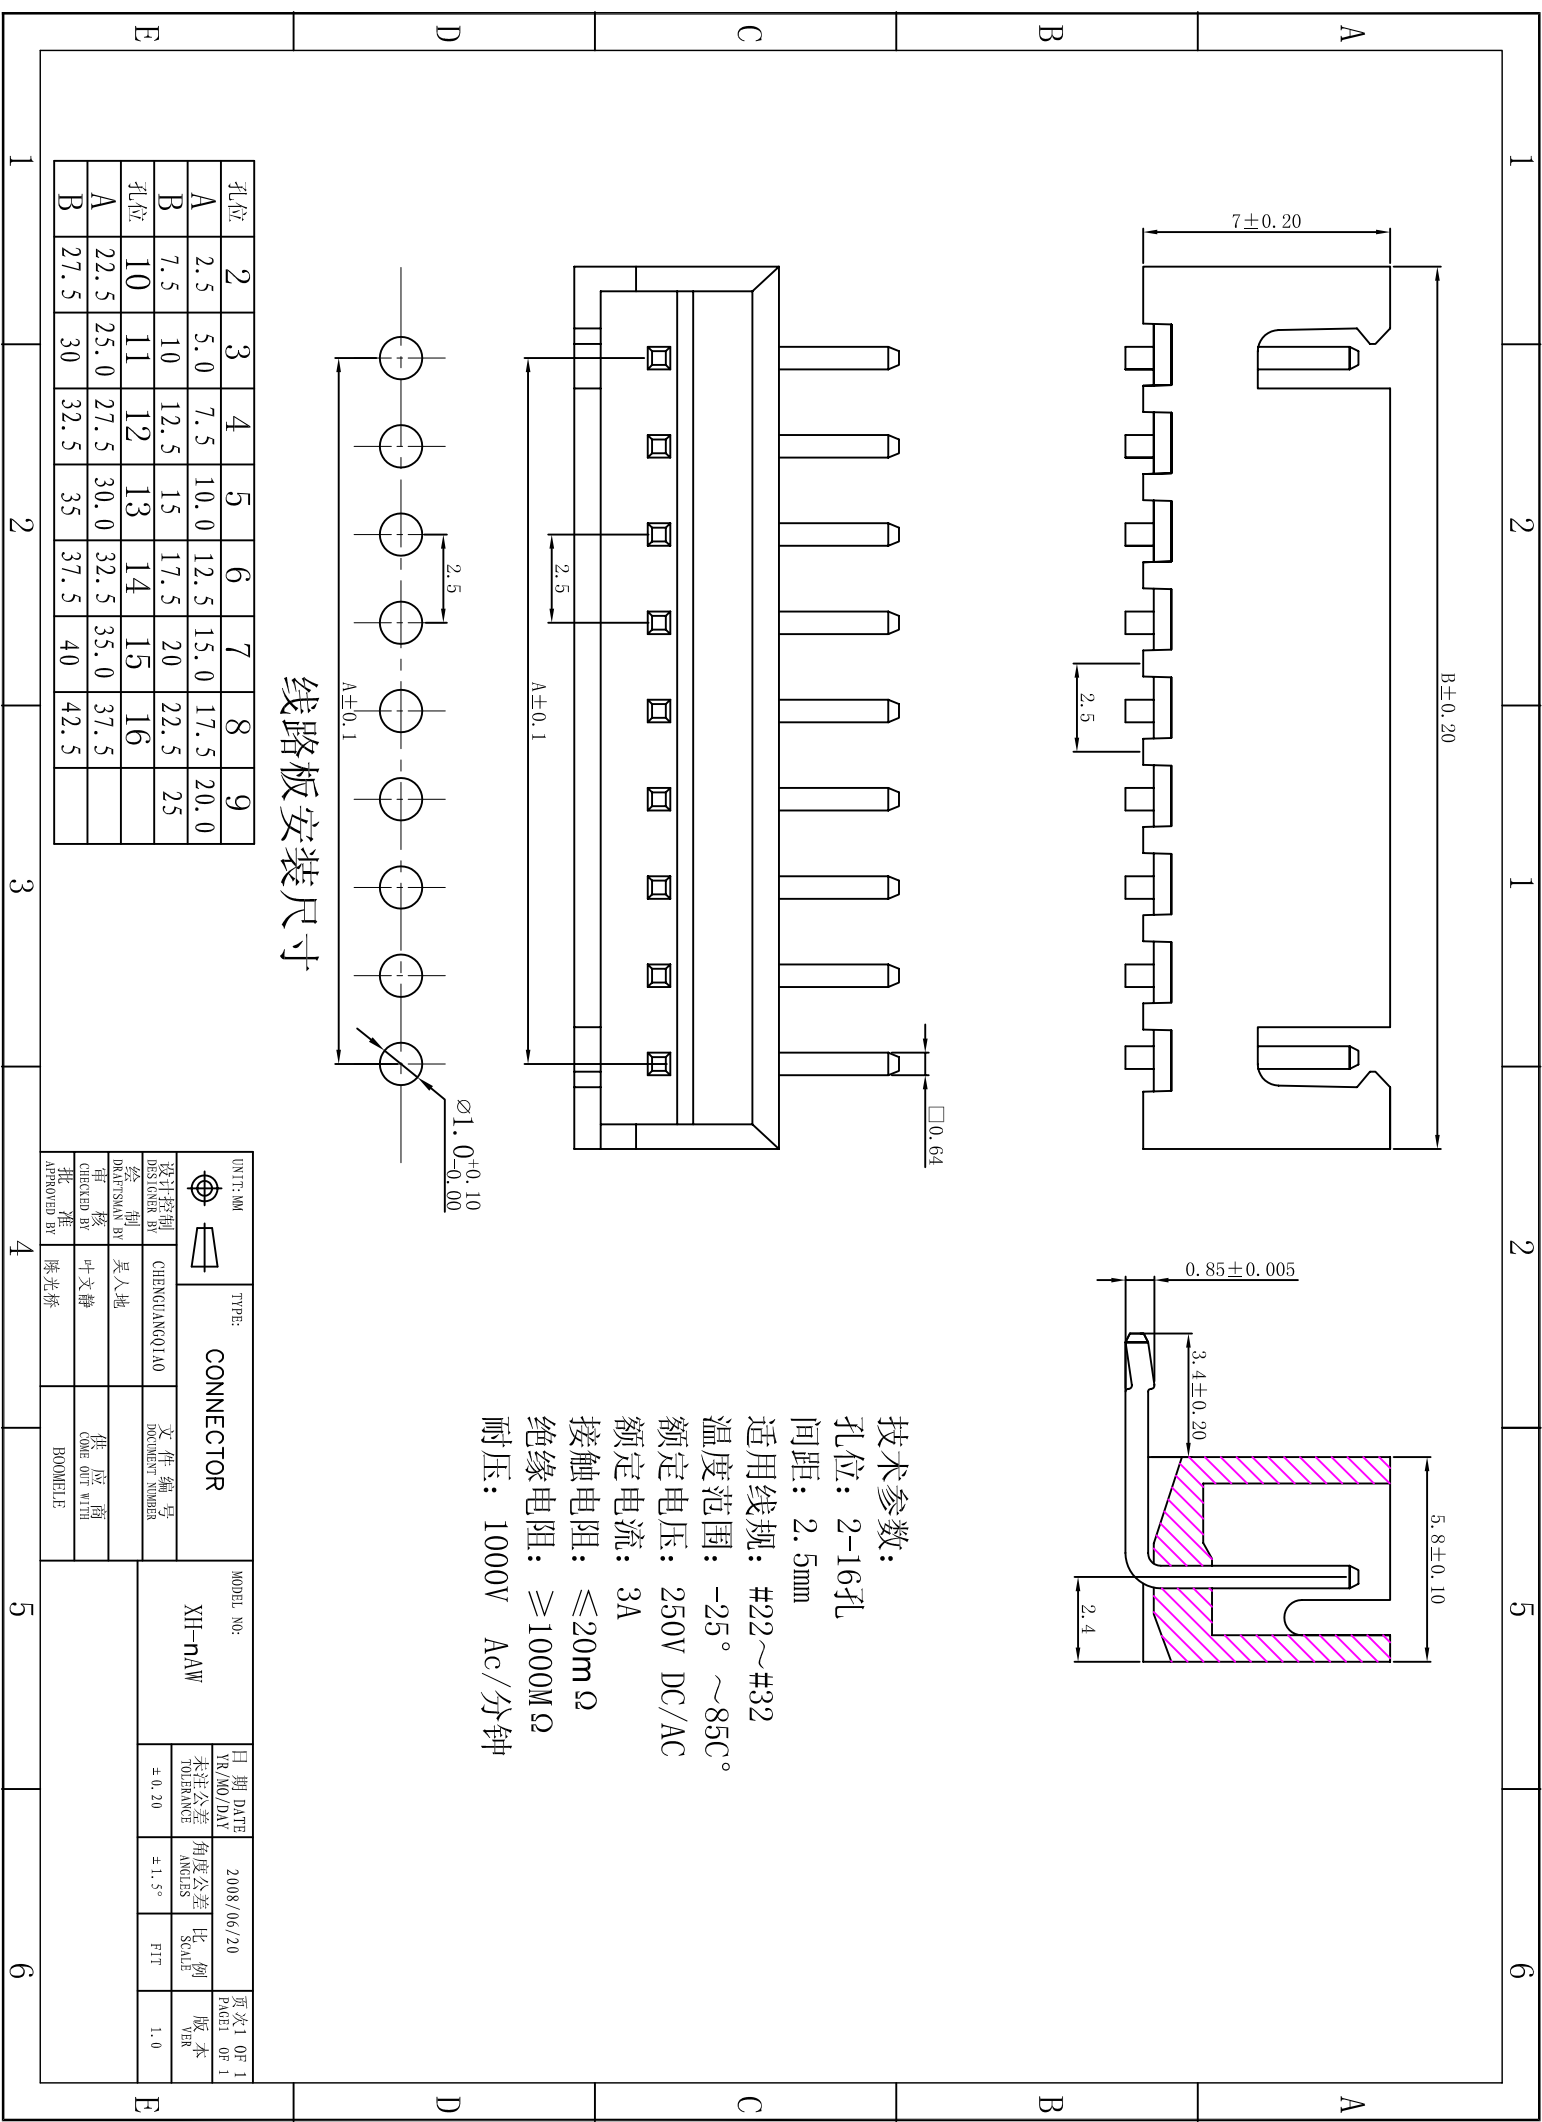 1 2 1 2 5 6
A
B
C
D
E
A
B
C
D
E
1 2 3 4 5 6
B±0.20
7±0.20
2.5
5.8±0.10
3.4±0.20
0.85±0.005
2.4
□0.64
2.5
A±0.1
2.5
A±0.1
⌀1.0+0.10
-0.00
线路板安装尺寸
技术参数:
孔位: 2-16孔
间距: 2.5mm
适用线规: #22~#32
温度范围: -25° ~85C°
额定电压: 250V DC/AC
额定电流: 3A
接触电阻: ≤20mΩ
绝缘电阻: ≥1000MΩ
耐压: 1000V Ac/分钟
孔位 2 3 4 5 6 7 8 9
A 2.5 5.0 7.5 10.0 12.5 15.0 17.5 20.0
B 7.5 10 12.5 15 17.5 20 22.5 25
孔位 10 11 12 13 14 15 16
A 22.5 25.0 27.5 30.0 32.5 35.0 37.5
B 27.5 30 32.5 35 37.5 40 42.5
UNIT:MM
TYPE:
CONNECTOR
MODEL NO:
XH-nAW
日 期 DATE
YR/MO/DAY
2008/06/20
页次1 OF 1
PAGE1 OF 1
未注公差
TOLERANCE
角度公差
ANGLES
比 例
SCALE
版 本
VER
±0.20
±1.5°
FIT
1.0
设计控制
DESIGNER BY
CHENGUANGQIAO
文 件 编 号
DOCUMENT NUMBER
绘 制
DRAFTSMAN BY
吴人地
审 核
CHECKED BY
叶文静
供 应 商
COME OUT WITH
批 准
APPROVED BY
陈光桥
BOOMELE